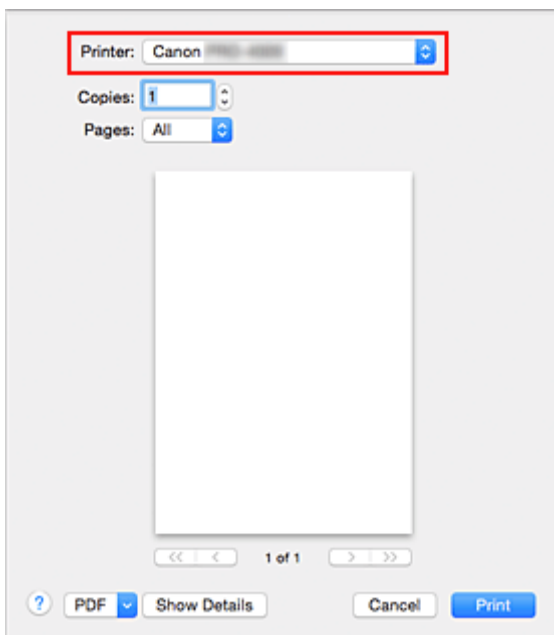 Printer: Canon
Copies: 1
Pages: All
<< < 1 of 1 > >>
? PDF Show Details Cancel Print